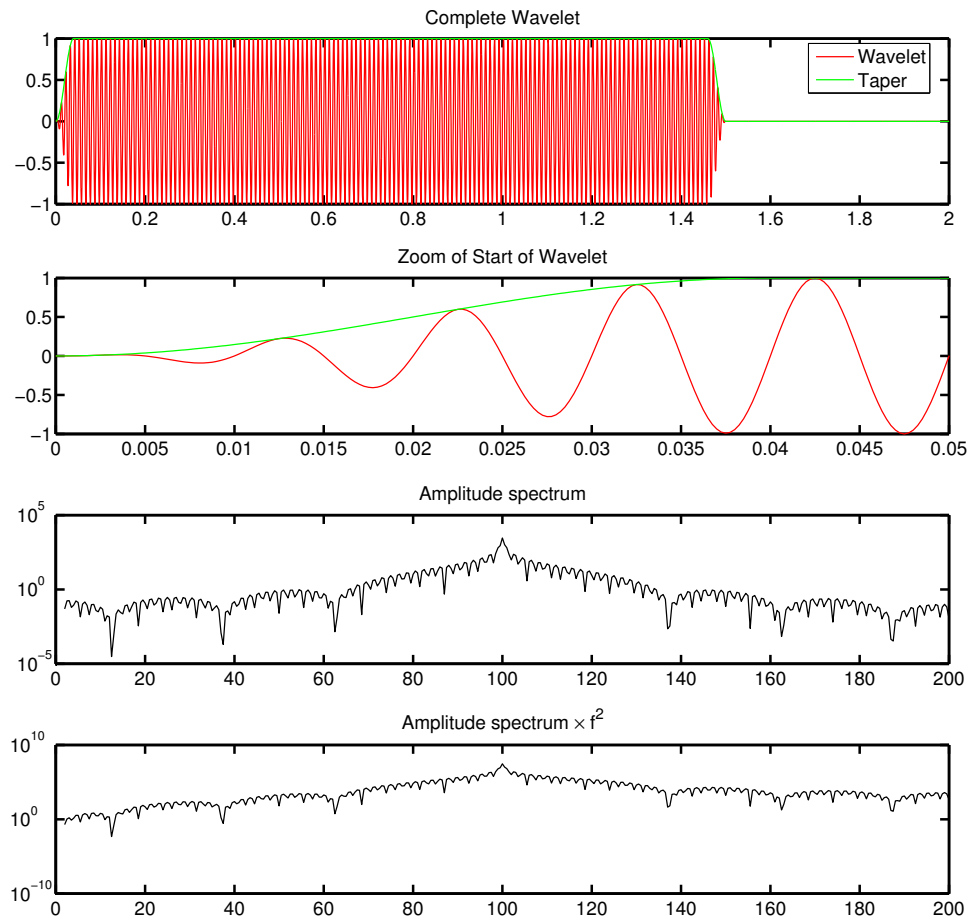 Complete Wavelet
1
0.5
0
−0.5
−1
0 0.2 0.4 0.6 0.8 1 1.2 1.4 1.6 1.8 2
Wavelet
Taper
Zoom of Start of Wavelet
1
0.5
0
−0.5
−1
0 0.005 0.01 0.015 0.02 0.025 0.03 0.035 0.04 0.045 0.05
Amplitude spectrum
10^5
10^0
10^−5
0 20 40 60 80 100 120 140 160 180 200
Amplitude spectrum × f^2
10^10
10^0
10^−10
0 20 40 60 80 100 120 140 160 180 200